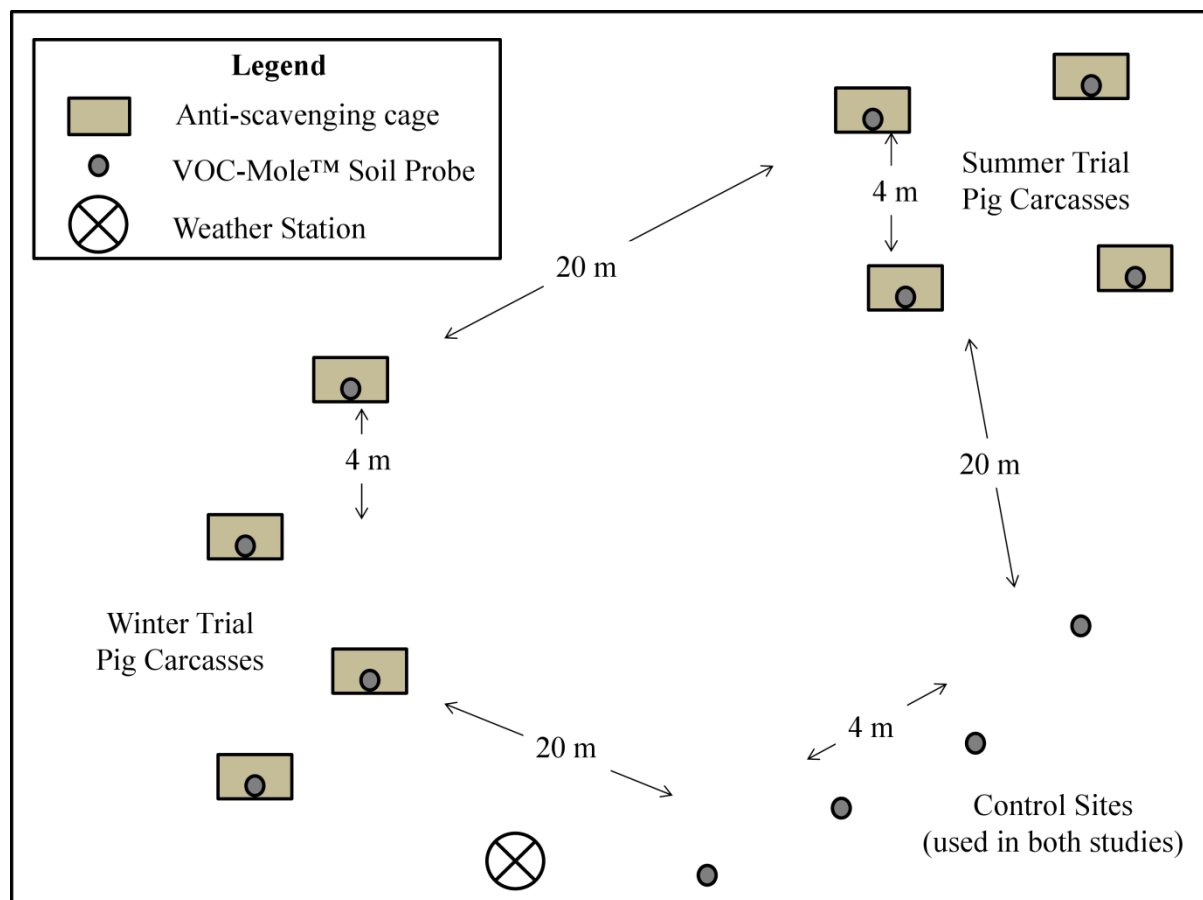 Legend
Anti-scavenging cage
VOC-Mole™ Soil Probe
Weather Station
Summer Trial
Pig Carcasses
4 m
20 m
4 m
20 m
Winter Trial
Pig Carcasses
20 m
4 m
Control Sites
(used in both studies)